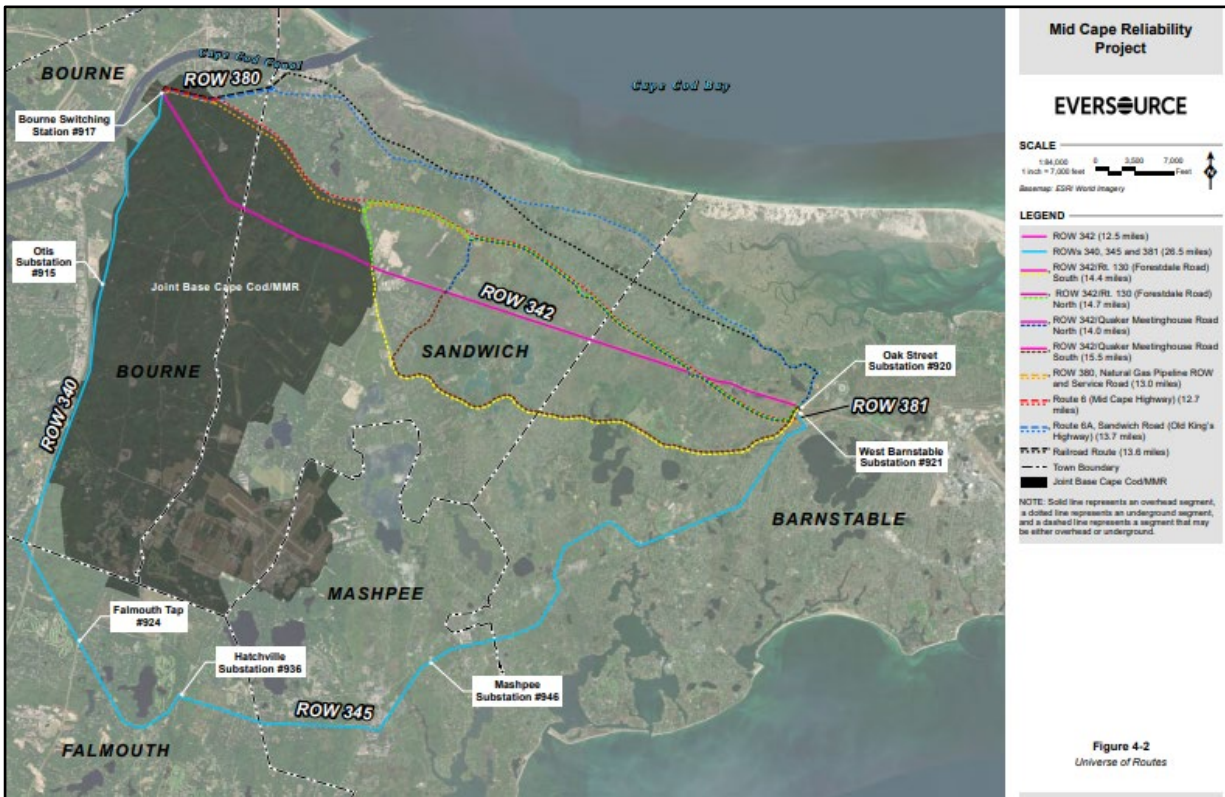 Mid Cape Reliability
Project
EVERSOURCE
SCALE
1:84,000
1 inch = 7,000 feet
0 3,500 7,000
Feet
N
Basemap: ESRI World Imagery
LEGEND
ROW 342 (12.5 miles)
ROWs 340, 345 and 381 (26.5 miles)
ROW 342/Rt. 130 (Forestdale Road)
South (14.4 miles)
ROW 342/Rt. 130 (Forestdale Road)
North (14.7 miles)
ROW 342/Quaker Meetinghouse Road
North (14.0 miles)
ROW 342/Quaker Meetinghouse Road
South (15.5 miles)
ROW 380, Natural Gas Pipeline ROW
and Service Road (13.0 miles)
Route 6 (Mid Cape Highway) (12.7
miles)
Route 6A, Sandwich Road (Old King's
Highway) (13.7 miles)
Railroad Route (13.6 miles)
Town Boundary
Joint Base Cape Cod/MMR
NOTE: Solid line represents an overhead segment,
a dotted line represents an underground segment,
and a dashed line represents a segment that may
be either overhead or underground.
Figure 4-2
Universe of Routes
BOURNE
Cape Cod Canal
ROW 380
Cape Cod Bay
Bourne Switching
Station #917
Otis
Substation
#915
Joint Base Cape Cod/MMR
ROW 342
SANDWICH
BOURNE
Oak Street
Substation #920
ROW 340
ROW 381
West Barnstable
Substation #921
BARNSTABLE
MASHPEE
Falmouth Tap
#924
Hatchville
Substation #936
Mashpee
Substation #946
ROW 345
FALMOUTH